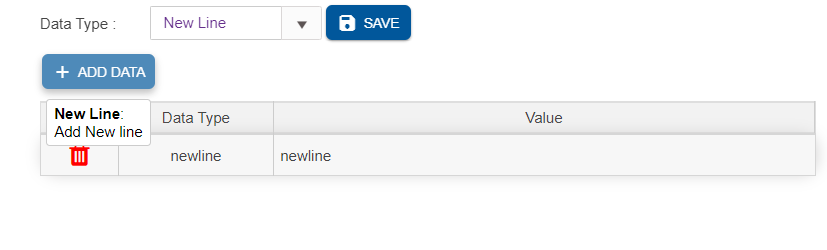 Data Type :
New Line
SAVE
ADD DATA
New Line:
Add New line
Data Type
Value
newline
newline